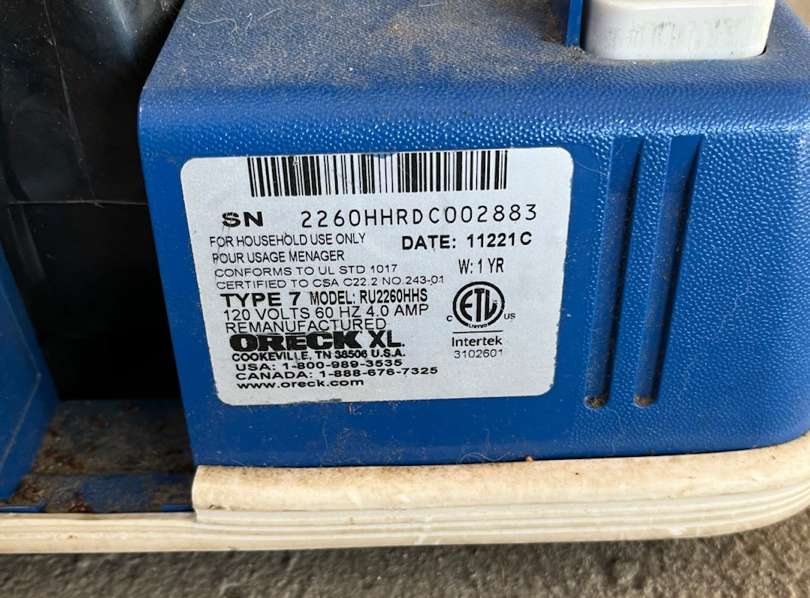 SN 2260HHRDC002883
FOR HOUSEHOLD USE ONLY DATE: 11221C
POUR USAGE MENAGER
CONFORMS TO UL STD 1017 W: 1 YR
CERTIFIED TO CSA C22.2 NO.243-01
TYPE 7 MODEL: RU2260HHS
120 VOLTS 60 HZ 4.0 AMP
REMANUFACTURED
ORECK XL.
COOKEVILLE, TN 38506 U.S.A.
USA: 1-800-989-3535
CANADA: 1-888-676-7325
www.oreck.com
C ETL US
LISTED
Intertek
3102601